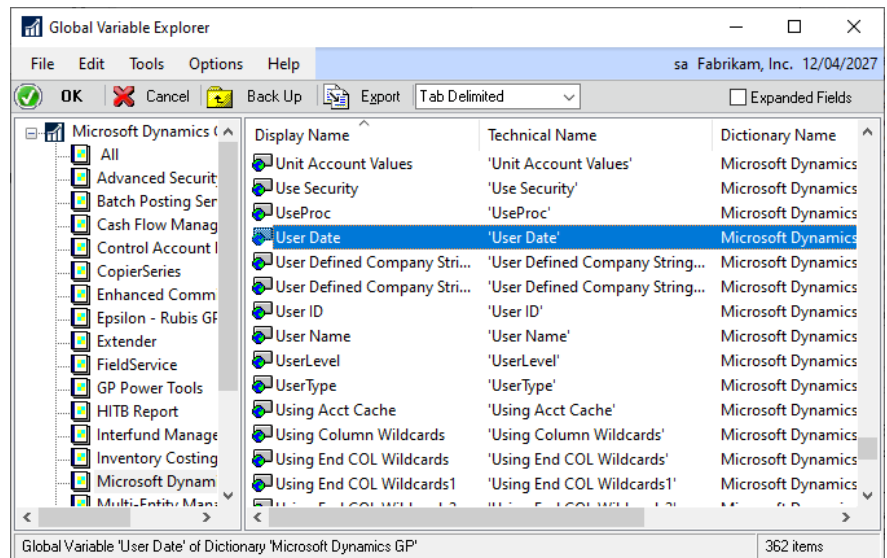 Global Variable Explorer
File Edit Tools Options Help sa Fabrikam, Inc. 12/04/2027
OK Cancel Back Up Export Tab Delimited Expanded Fields
Microsoft Dynamics
All
Advanced Securit
Batch Posting Ser
Cash Flow Manag
Control Account
CopierSeries
Enhanced Comm
Epsilon - Rubis GP
Extender
FieldService
GP Power Tools
HITB Report
Interfund Manage
Inventory Costing
Microsoft Dynam
Multi-Entity Mana
Display Name Technical Name Dictionary Name
Unit Account Values 'Unit Account Values' Microsoft Dynamics
Use Security 'Use Security' Microsoft Dynamics
UseProc 'UseProc' Microsoft Dynamics
User Date 'User Date' Microsoft Dynamics
User Defined Company Stri... 'User Defined Company String... Microsoft Dynamics
User Defined Company Stri... 'User Defined Company String... Microsoft Dynamics
User ID 'User ID' Microsoft Dynamics
User Name 'User Name' Microsoft Dynamics
UserLevel 'UserLevel' Microsoft Dynamics
UserType 'UserType' Microsoft Dynamics
Using Acct Cache 'Using Acct Cache' Microsoft Dynamics
Using Column Wildcards 'Using Column Wildcards' Microsoft Dynamics
Using End COL Wildcards 'Using End COL Wildcards' Microsoft Dynamics
Using End COL Wildcards1 'Using End COL Wildcards1' Microsoft Dynamics
Global Variable 'User Date' of Dictionary 'Microsoft Dynamics GP' 362 items